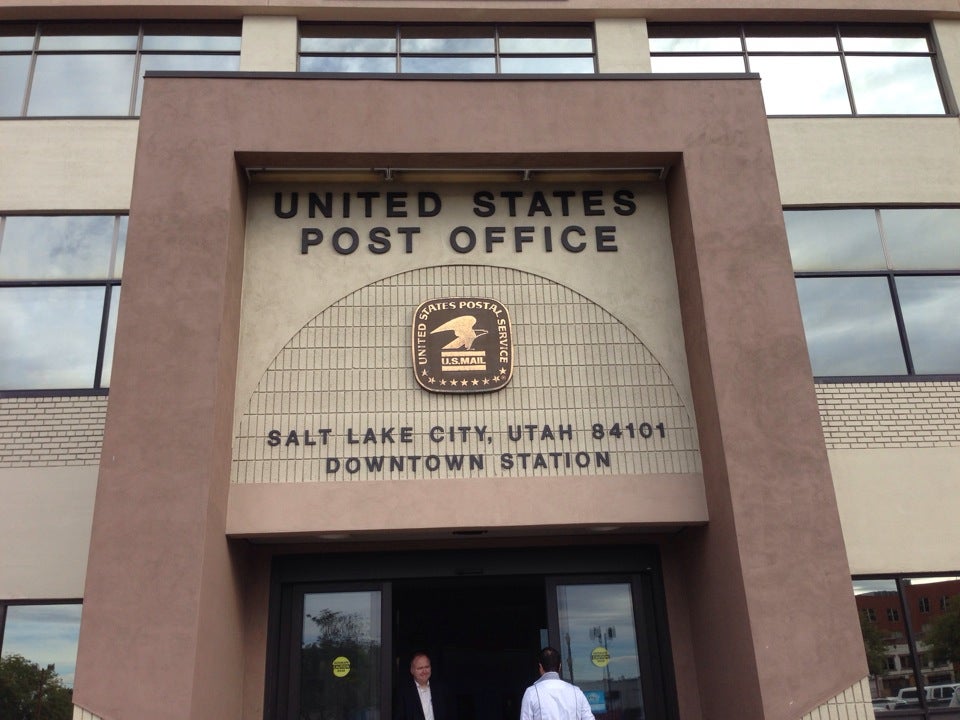 UNITED STATES
POST OFFICE
UNITED STATES POSTAL SERVICE
U.S.MAIL
SALT LAKE CITY, UTAH 84101
DOWNTOWN STATION